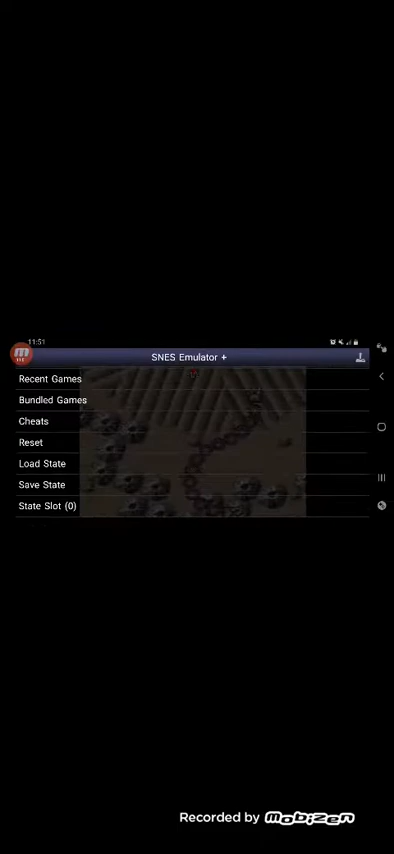 11:51
SNES Emulator +
Recent Games
Bundled Games
Cheats
Reset
Load State
Save State
State Slot (0)
Recorded by mobizen